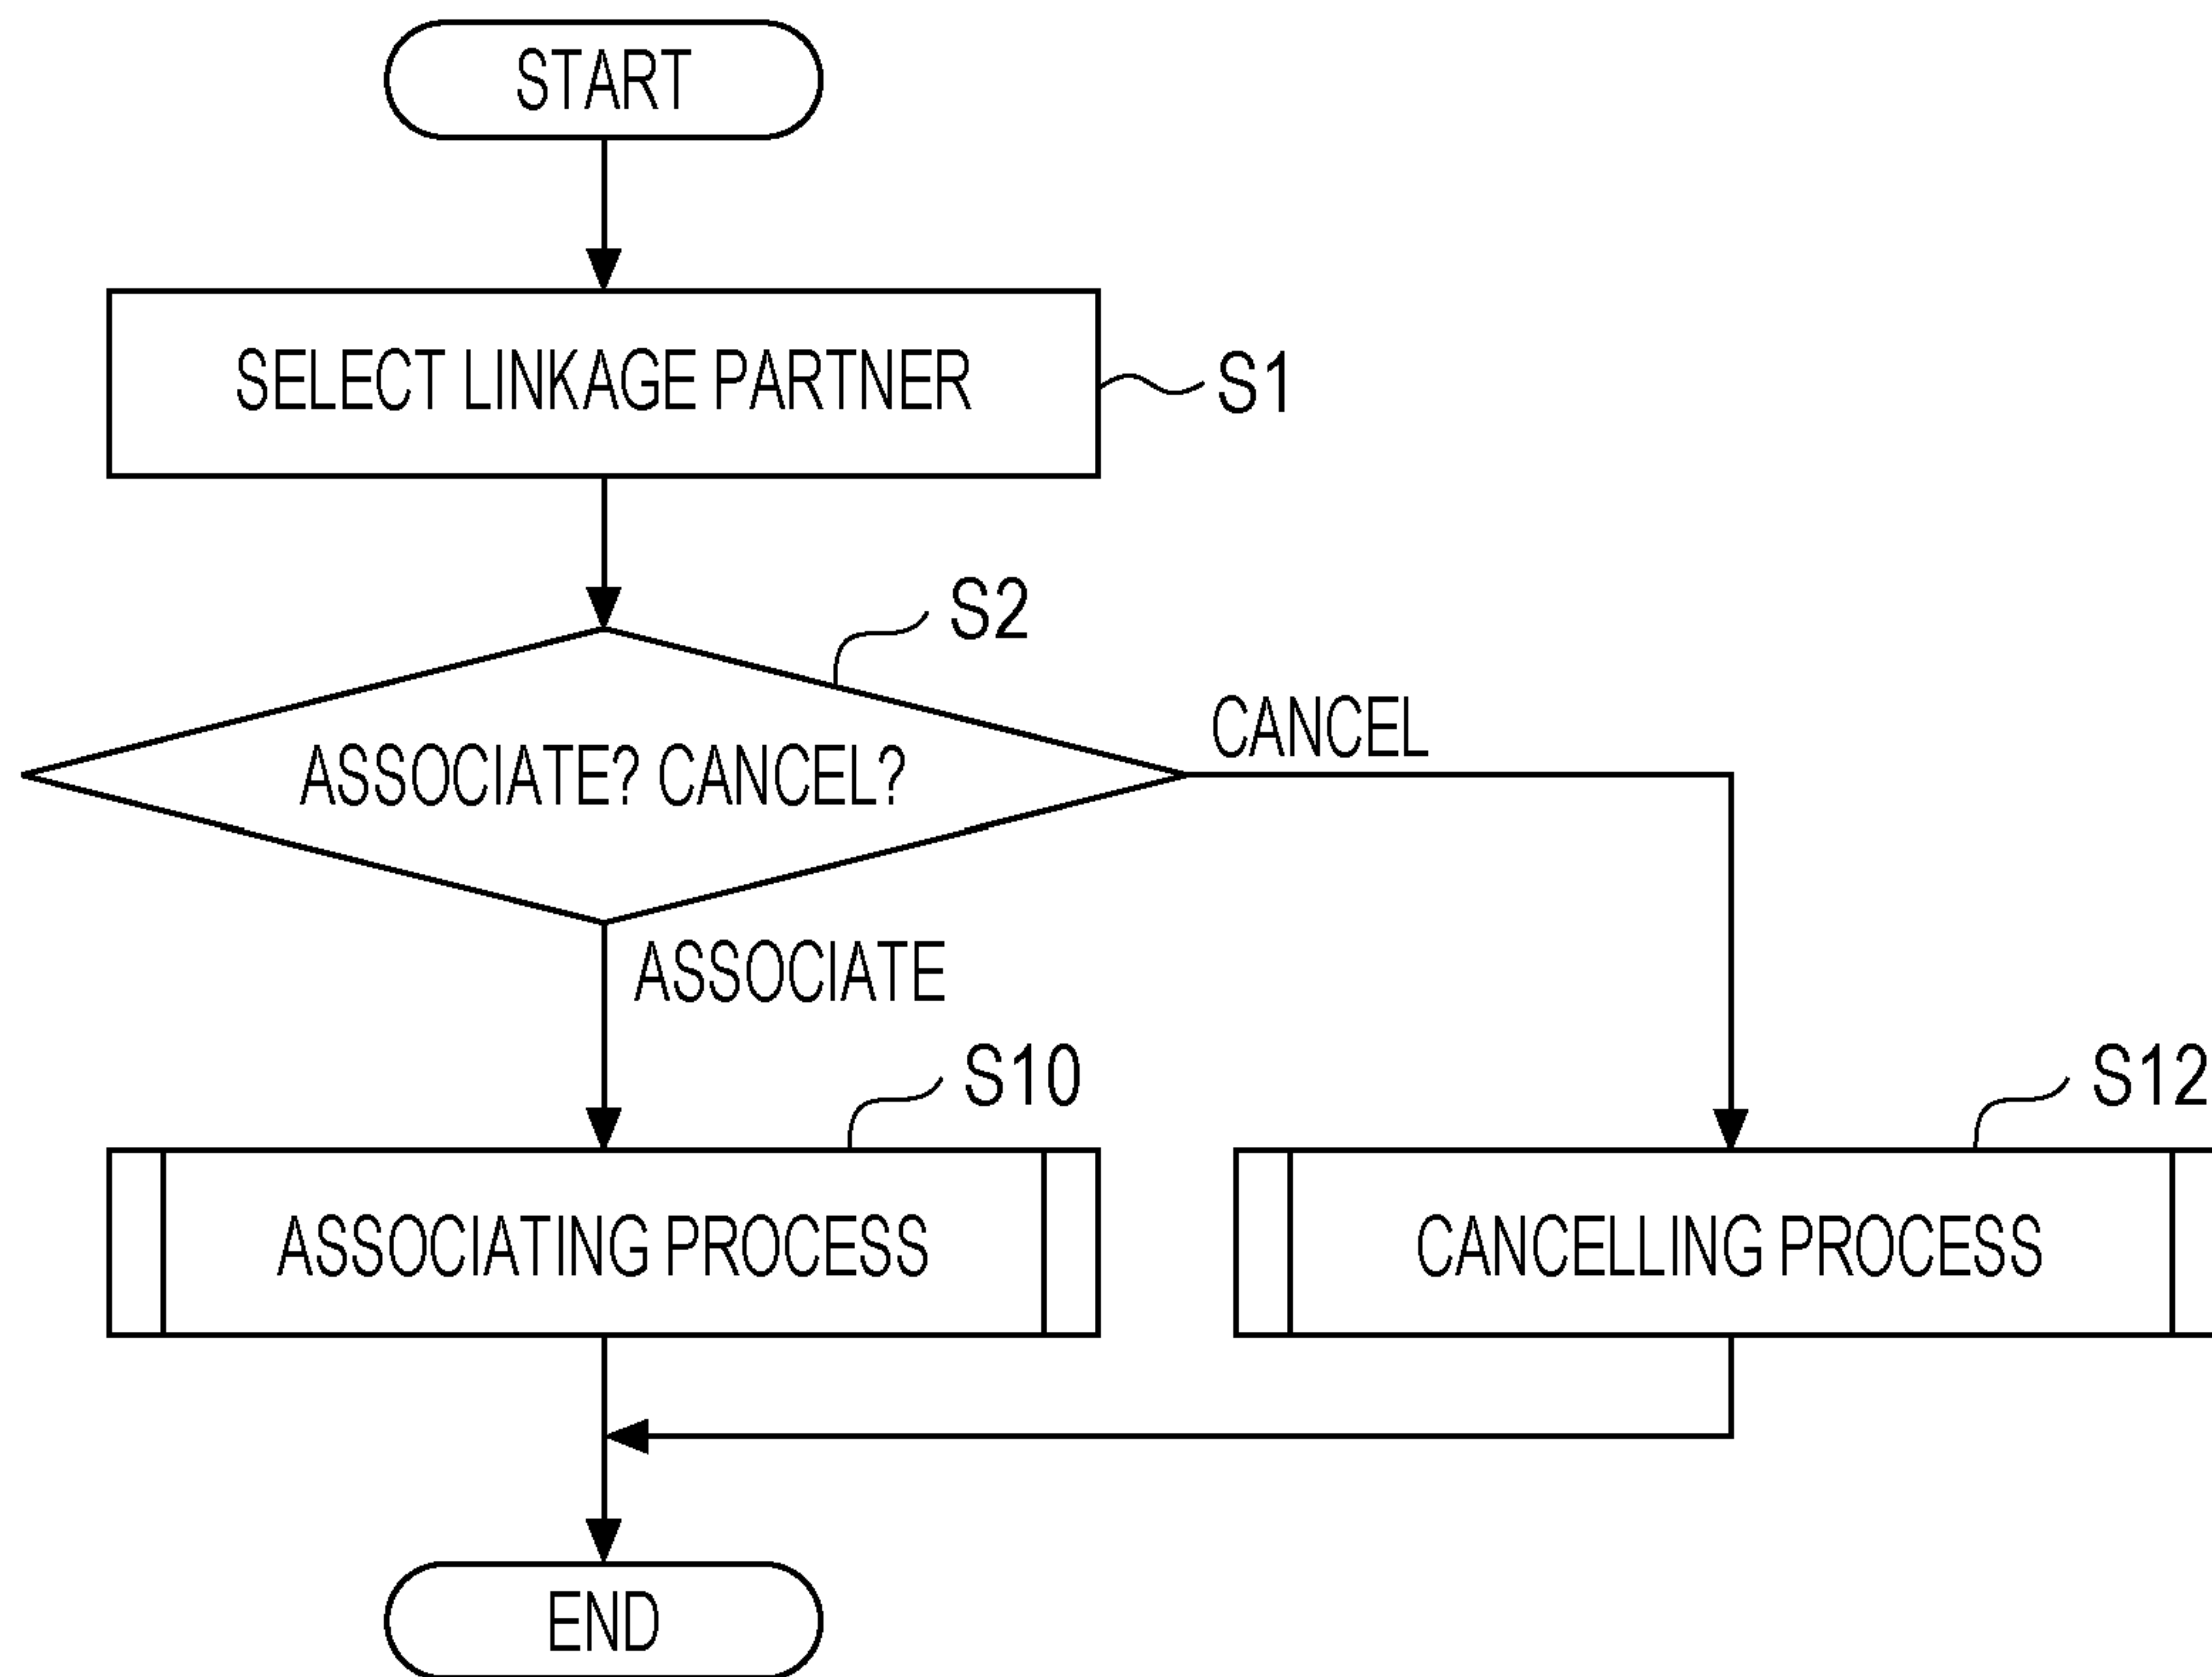 START
SELECT LINKAGE PARTNER
S1
S2
ASSOCIATE? CANCEL?
CANCEL
ASSOCIATE
S10
S12
ASSOCIATING PROCESS
CANCELLING PROCESS
END